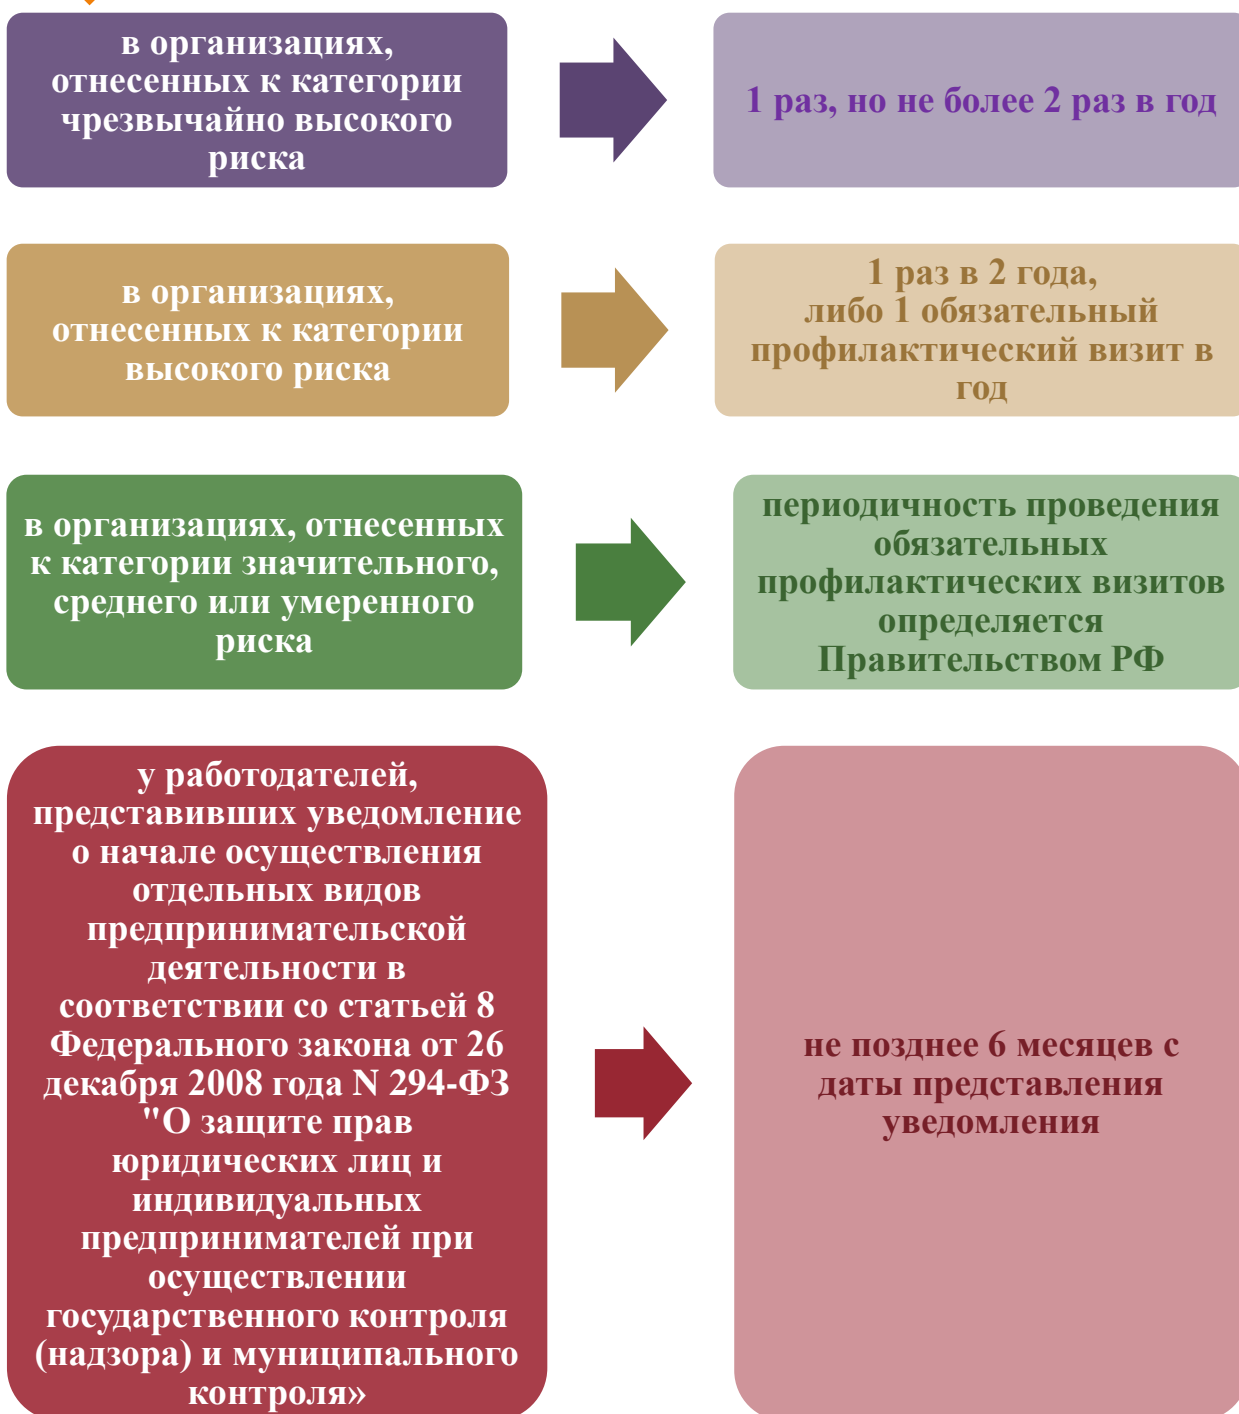 в организациях,
отнесенных к категории
чрезвычайно высокого
риска
1 раз, но не более 2 раз в год
в организациях,
отнесенных к категории
высокого риска
1 раз в 2 года,
либо 1 обязательный
профилактический визит в
год
в организациях, отнесенных
к категории значительного,
среднего или умеренного
риска
периодичность проведения
обязательных
профилактических визитов
определяется
Правительством РФ
у работодателей,
представивших уведомление
о начале осуществления
отдельных видов
предпринимательской
деятельности в
соответствии со статьей 8
Федерального закона от 26
декабря 2008 года N 294-ФЗ
"О защите прав
юридических лиц и
индивидуальных
предпринимателей при
осуществлении
государственного контроля
(надзора) и муниципального
контроля»
не позднее 6 месяцев с
даты представления
уведомления